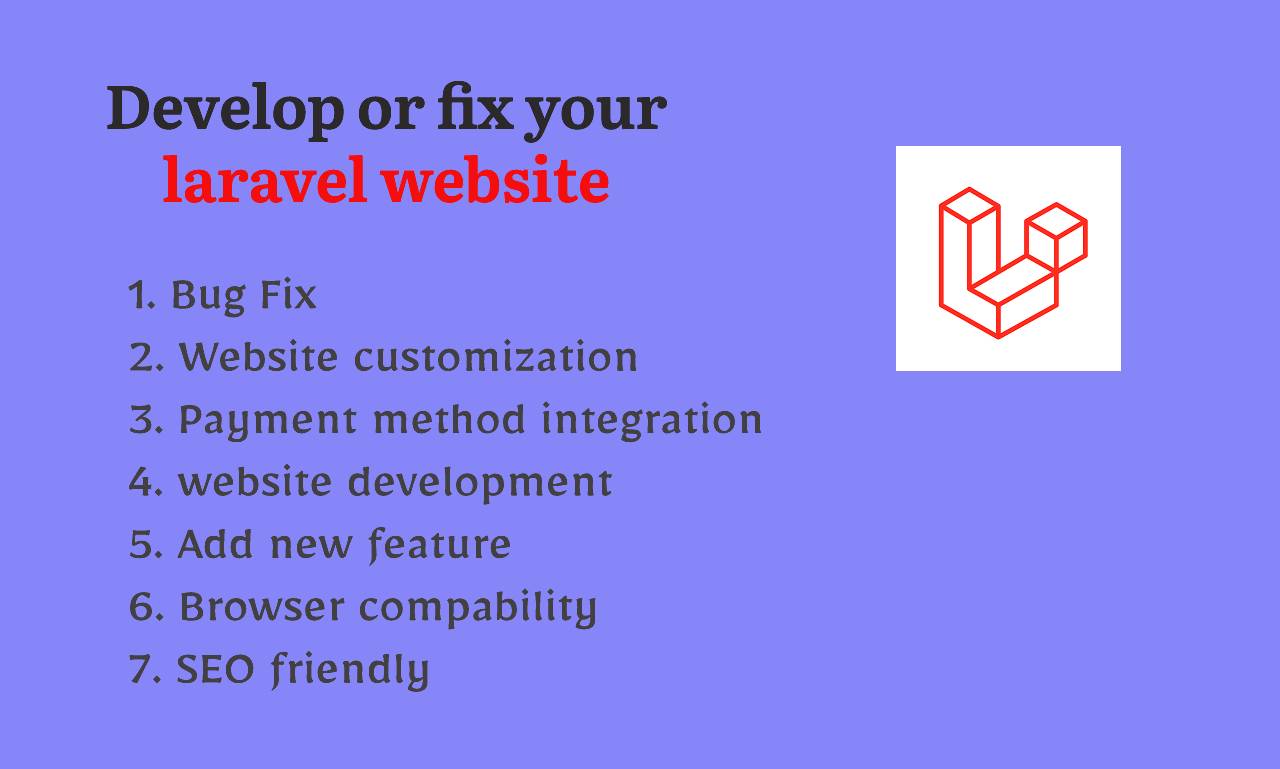 Develop or fix your
laravel website
1. Bug Fix
2. Website customization
3. Payment method integration
4. website development
5. Add new feature
6. Browser compability
7. SEO friendly